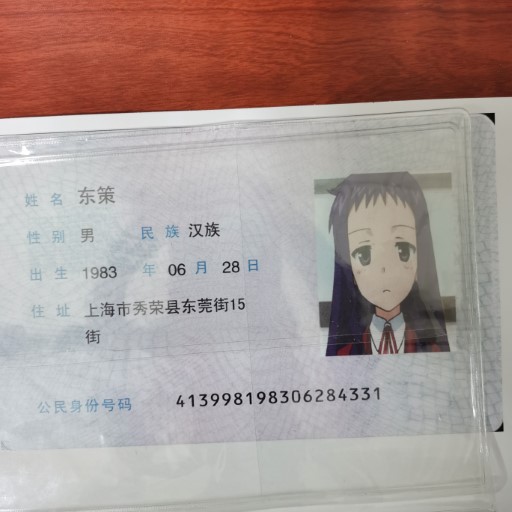 姓名 东策
性别 男 民族 汉族
出生 1983 年 06 月 28 日
住址 上海市秀荣县东莞街15
街
公民身份号码 413998198306284331